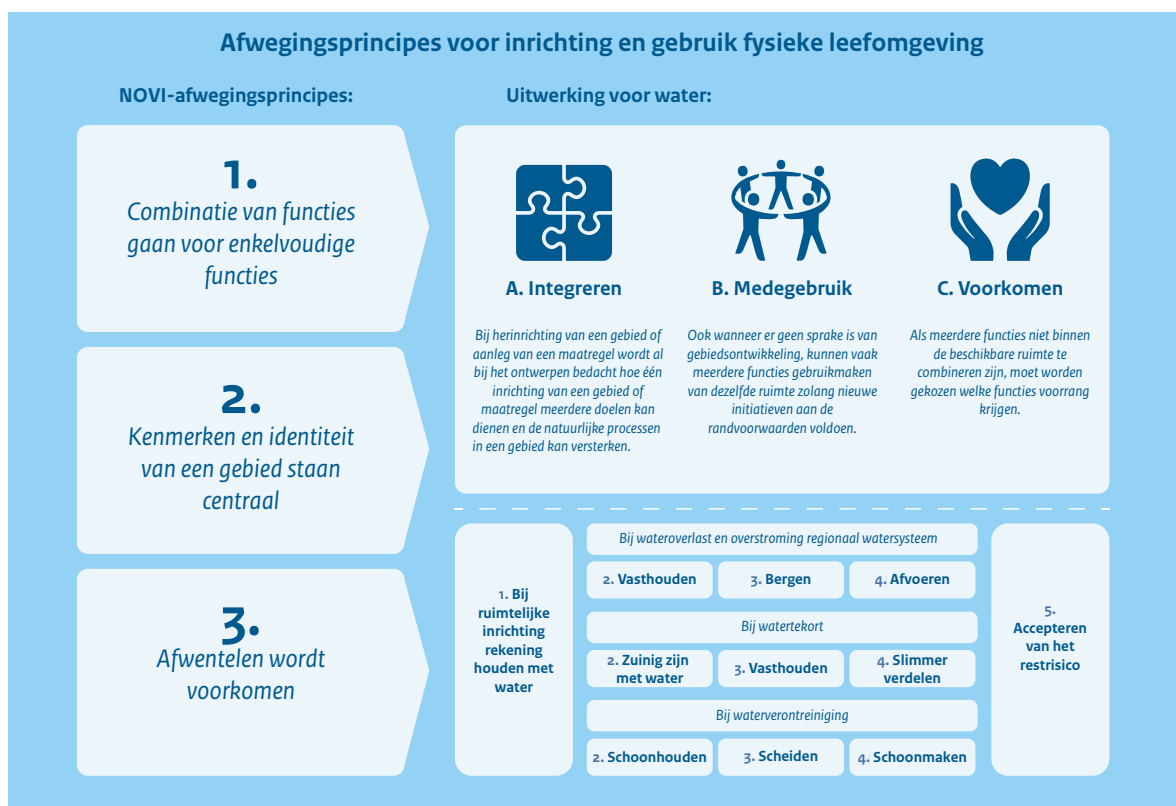 Afwegingsprincipes voor inrichting en gebruik fysieke leefomgeving
NOVI-afwegingsprincipes:
1.
Combinatie van functies
gaan voor enkelvoudige
functies
2.
Kenmerken en identiteit
van een gebied staan
centraal
3.
Afwentelen wordt
voorkomen
Uitwerking voor water:
A. Integreren
Bij herinrichting van een gebied of
aanleg van een maatregel wordt al
bij het ontwerpen bedacht hoe één
inrichting van een gebied of
maatregel meerdere doelen kan
dienen en de natuurlijke processen
in een gebied kan versterken.
B. Medegebruik
Ook wanneer er geen sprake is van
gebiedsontwikkeling, kunnen vaak
meerdere functies gebruikmaken
van dezelfde ruimte zolang nieuwe
initiatieven aan de
randvoorwaarden voldoen.
C. Voorkomen
Als meerdere functies niet binnen
de beschikbare ruimte te
combineren zijn, moet worden
gekozen welke functies voorrang
krijgen.
1. Bij
ruimtelijke
inrichting
rekening
houden met
water
Bij wateroverlast en overstroming regionaal watersysteem
2. Vasthouden
3. Bergen
4. Afvoeren
Bij watertekort
2. Zuinig zijn
met water
3. Vasthouden
4. Slimmer
verdelen
Bij waterverontreiniging
2. Schoonhouden
3. Scheiden
4. Schoonmaken
5.
Accepteren
van het
restrisico